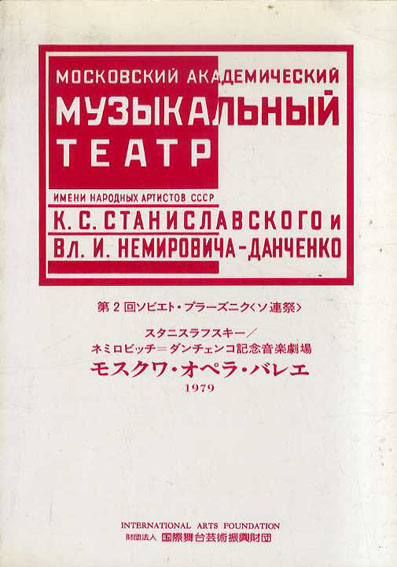 МОСКОВСКИЙ АКАДЕМИЧЕСКИЙ
МУЗЫКАЛЬНЫЙ
ТЕАТР
ИМЕНИ НАРОДНЫХ АРТИСТОВ СССР
К.С.СТАНИСЛАВСКОГО и
Вл.И.НЕМИРОВИЧА-ДАНЧЕНКО
第2回ソビエト・プラーズニク〈ソ連祭〉
スタニスラフスキー/
ネミロビッチ=ダンチェンコ記念音楽劇場
モスクワ・オペラ・バレエ
1979
INTERNATIONAL ARTS FOUNDATION
財団法人 国際舞台芸術振興財団